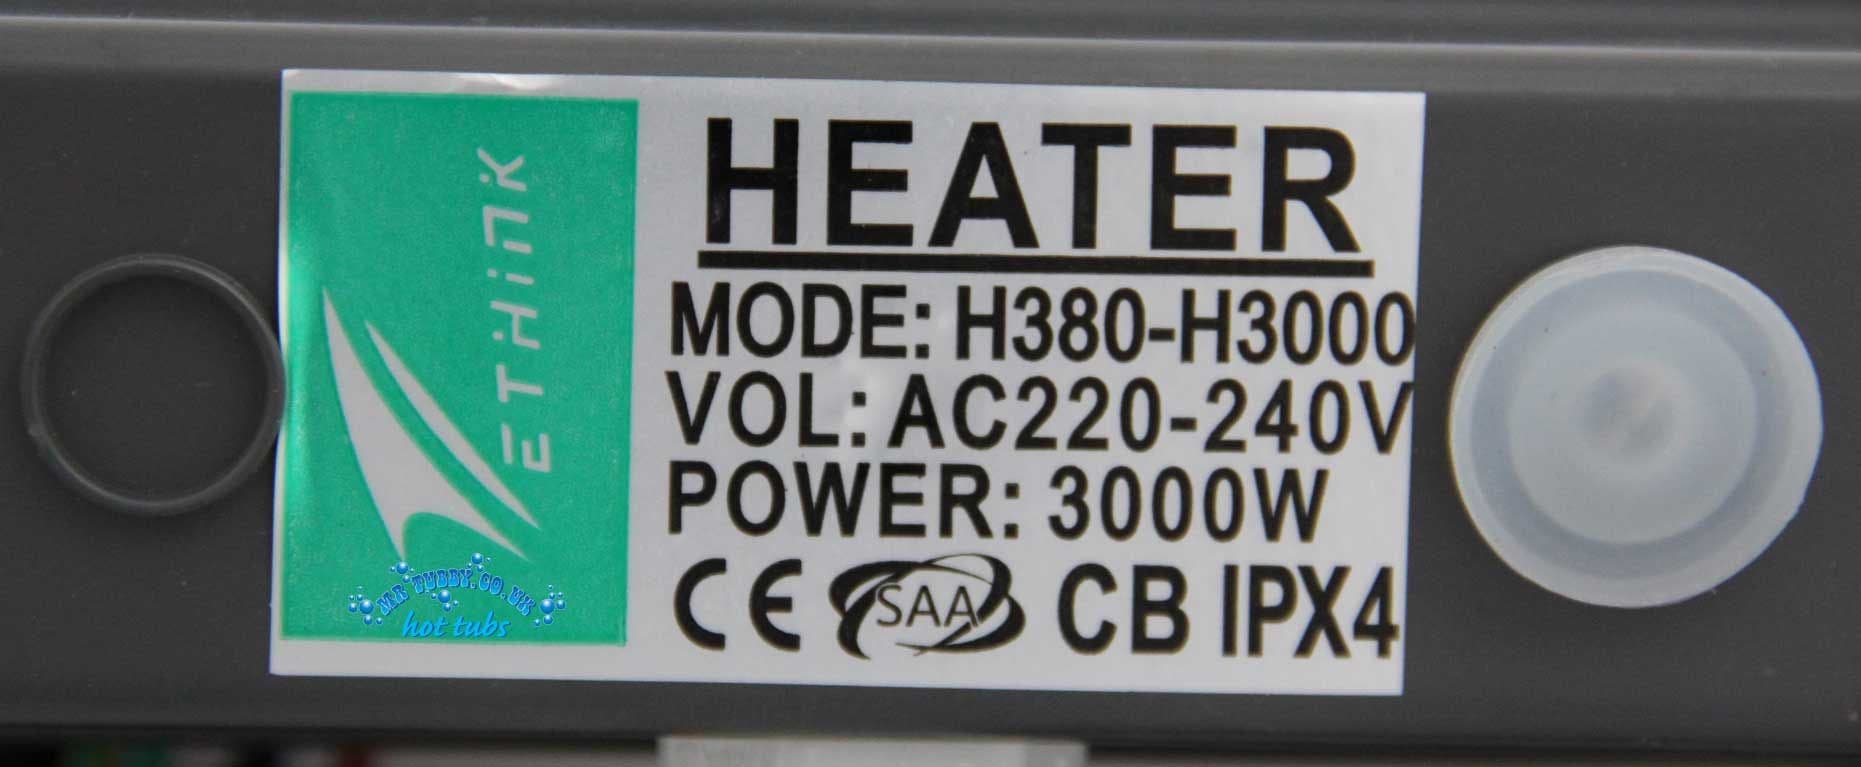 ETHiNK
HEATER
MODE: H380-H3000
VOL: AC220-240V
POWER: 3000W
CE SAA CB IPX4
MR TUBBY.CO.UK
hot tubs